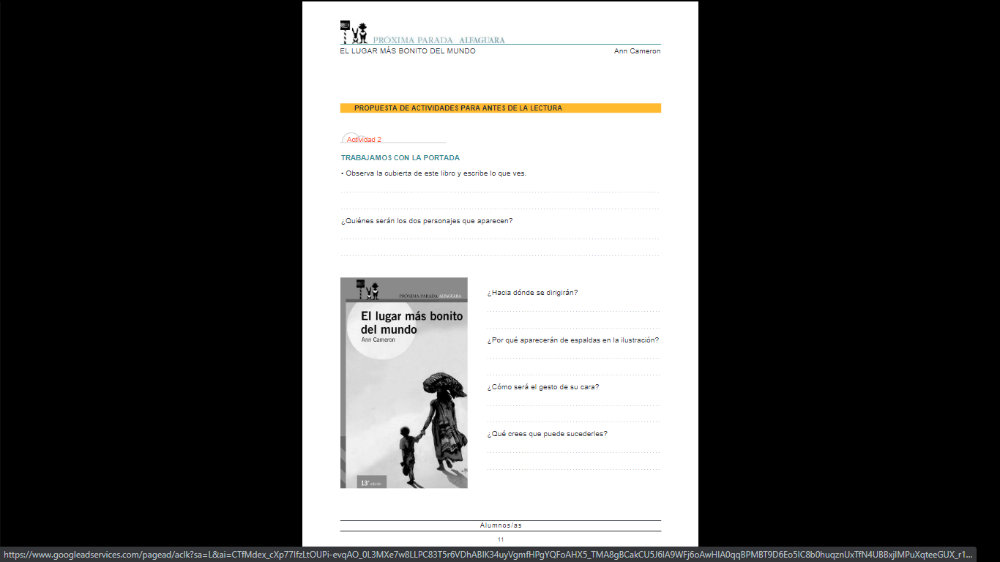 PRÓXIMA PARADA ALFAGUARA
EL LUGAR MÁS BONITO DEL MUNDO Ann Cameron
PROPUESTA DE ACTIVIDADES PARA ANTES DE LA LECTURA
Actividad 2
TRABAJAMOS CON LA PORTADA
• Observa la cubierta de este libro y escribe lo que ves.
¿Quiénes serán los dos personajes que aparecen?
PRÓXIMA PARADA ALFAGUARA
El lugar más bonito
del mundo
Ann Cameron
13ª edición
¿Hacia dónde se dirigirán?
¿Por qué aparecerán de espaldas en la ilustración?
¿Cómo será el gesto de su cara?
¿Qué crees que puede sucederles?
Alumnos/as
11
https://www.googleadservices.com/pagead/aclk?sa=L&ai=CTfMdex_cXp77IfzLtOUPi-evqAO_0L3MXe7w8LLPC83T5r6VDhABIK34uyVgmfHPgYQFoAHX5_TMA8gBCakCU5J6IA9WFj6oAwHIA0qqBPMBT9D6Eo5IC8b0huqznUxTfN4UBBxjIMPuXqteeGUX_r1...